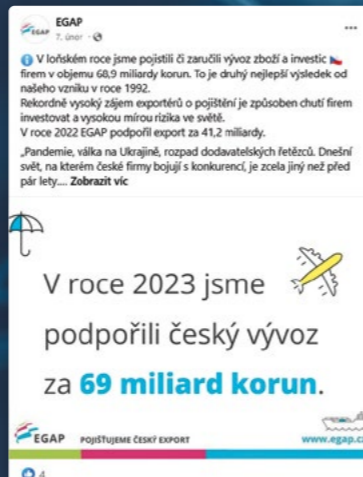 EGAP
EGAP
7. únor ·
V loňském roce jsme pojistili či zaručili vývoz zboží a investic
firem v objemu 68,9 miliardy korun. To je druhý nejlepší výsledek od
našeho vzniku v roce 1992.
Rekordně vysoký zájem exportérů o pojištění je způsoben chutí firem
investovat a vysokou mírou rizika ve světě.
V roce 2022 EGAP podpořil export za 41,2 miliardy.
„Pandemie, válka na Ukrajině, rozpad dodavatelských řetězců. Dnešní
svět, na kterém české firmy bojují s konkurencí, je zcela jiný než před
pár lety.... Zobrazit víc
V roce 2023 jsme
podpořili český vývoz
za 69 miliard korun.
EGAP POJIŠŤUJEME ČESKÝ EXPORT www.egap.cz
4